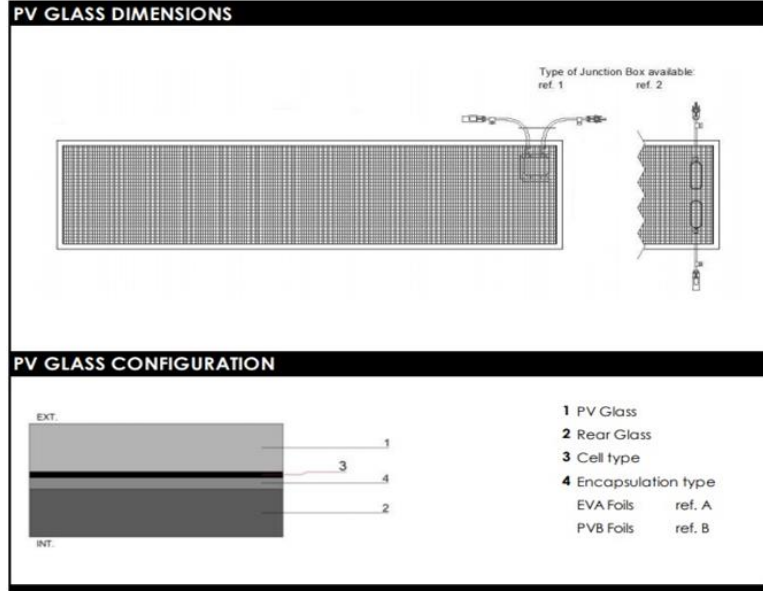 PV GLASS DIMENSIONS
Type of Junction Box available:
ref. 1 ref. 2
PV GLASS CONFIGURATION
EXT.
1
3
4
2
INT.
1 PV Glass
2 Rear Glass
3 Cell type
4 Encapsulation type
EVA Foils ref. A
PVB Foils ref. B